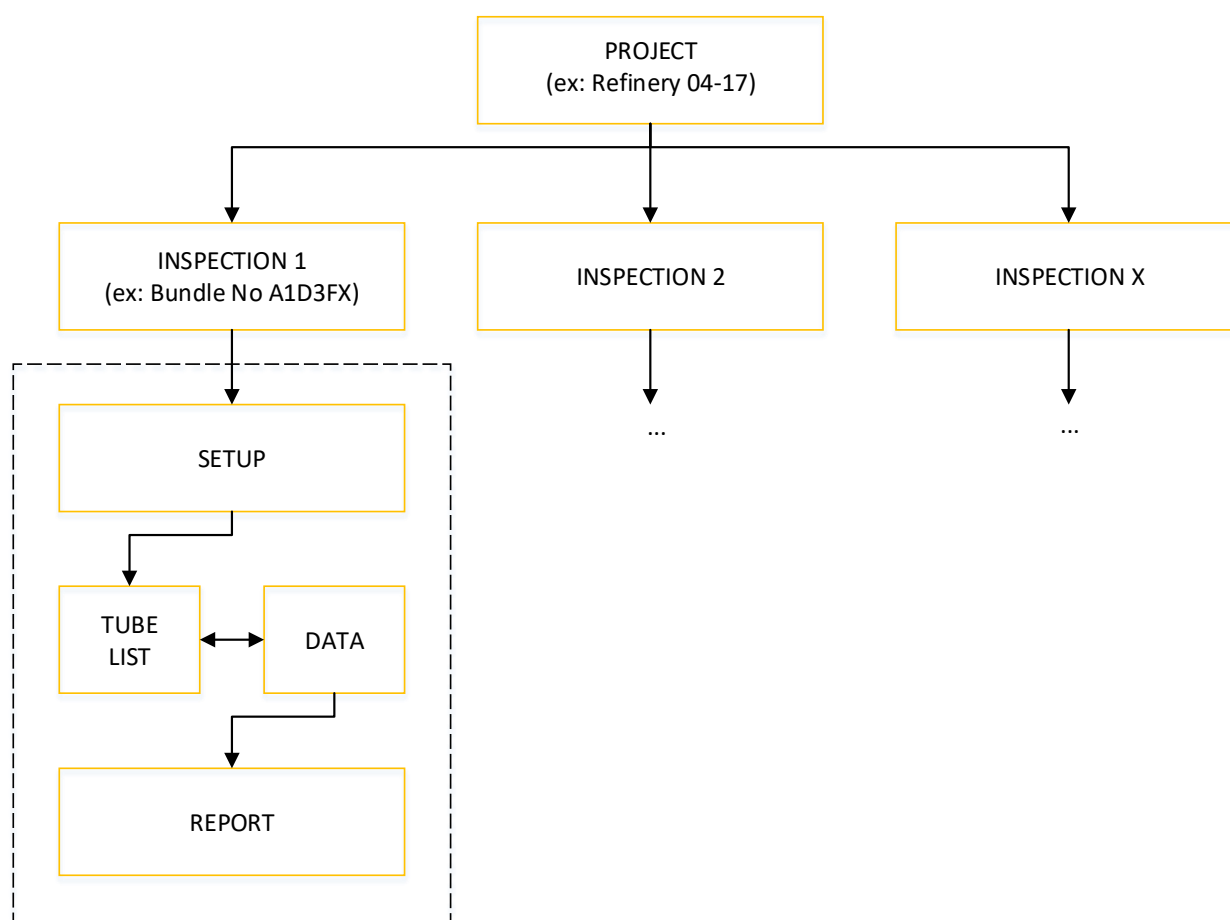 PROJECT
(ex: Refinery 04-17)
INSPECTION 1
(ex: Bundle No A1D3FX)
INSPECTION 2
INSPECTION X
...
...
SETUP
TUBE
LIST
DATA
REPORT